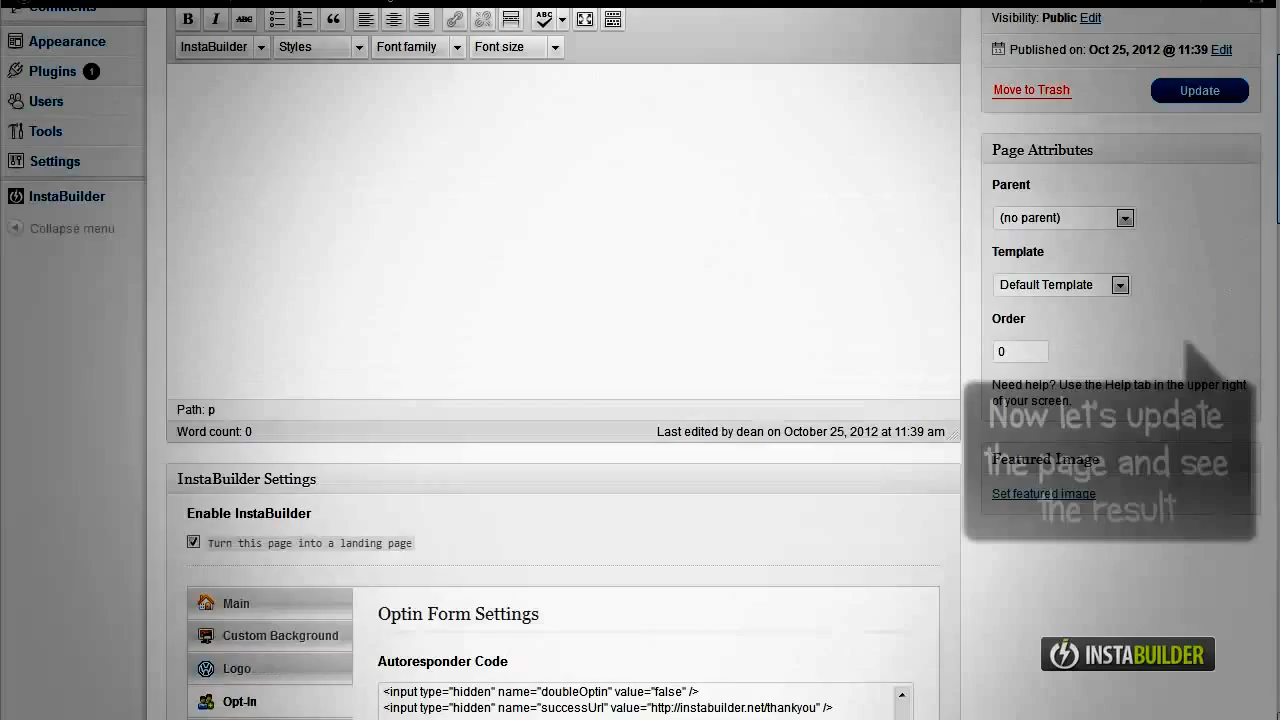 Comments
Appearance
Plugins 1
Users
Tools
Settings
InstaBuilder
Collapse menu
B I ABC ABC
InstaBuilder Styles Font family Font size
Path: p
Word count: 0
Last edited by dean on October 25, 2012 at 11:39 am
InstaBuilder Settings
Enable InstaBuilder
Turn this page into a landing page
Main
Custom Background
Logo
Opt-In
Optin Form Settings
Autoresponder Code
<input type="hidden" name="doubleOptin" value="false" />
<input type="hidden" name="successUrl" value="http://instabuilder.net/thankyou" />
Visibility: Public Edit
Published on: Oct 25, 2012 @ 11:39 Edit
Move to Trash
Update
Page Attributes
Parent
(no parent)
Template
Default Template
Order
0
Need help? Use the Help tab in the upper right
of your screen.
Now let's update
the page and see
the result
Featured Image
Set featured image
INSTABUILDER